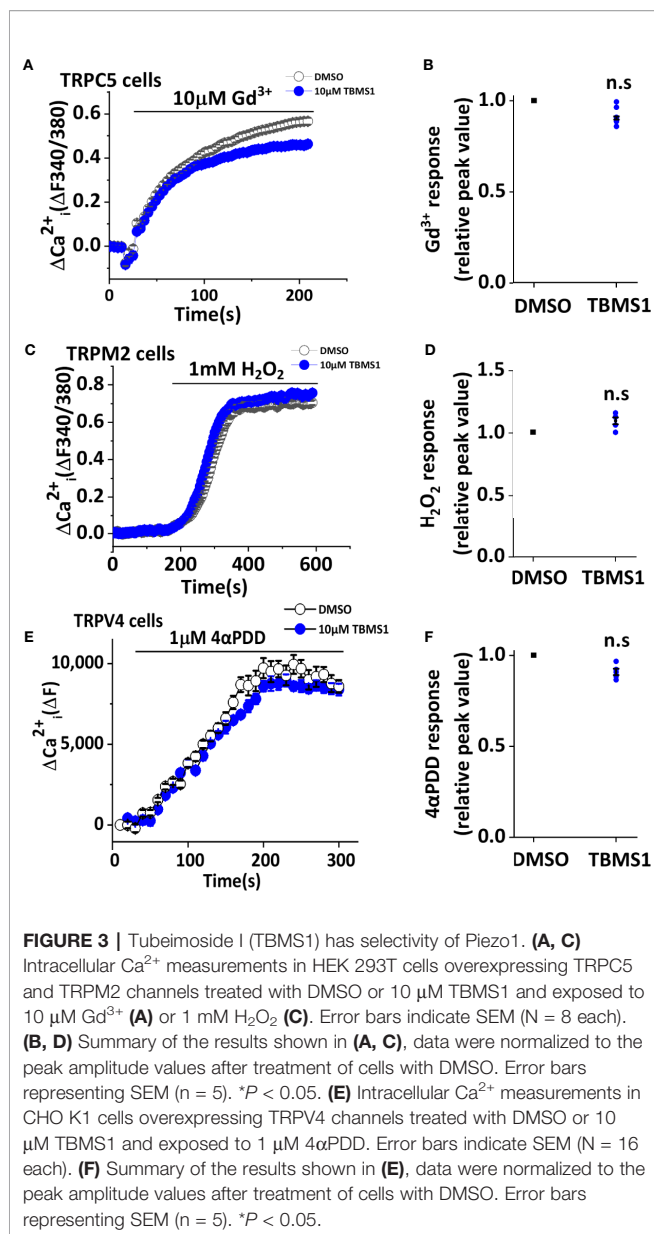 A
TRPC5 cells
DMSO
10μM TBMS1
10μM Gd³⁺
ΔCa²⁺ᵢ(ΔF340/380)
0.6
0.4
0.2
0.0
0
100
200
Time(s)
B
n.s
Gd³⁺ response
(relative peak value)
1.0
0.5
1.0
DMSO
TBMS1
C
TRPM2 cells
DMSO
10μM TBMS1
1mM H₂O₂
ΔCa²⁺ᵢ(ΔF340/380)
0.8
0.6
0.4
0.2
0.0
0
200
400
600
Time(s)
D
n.s
H₂O₂ response
(relative peak value)
1.5
1.0
0.5
0.0
DMSO
TBMS1
E
TRPV4 cells
DMSO
10μM TBMS1
1μM 4αPDD
ΔCa²⁺ᵢ(ΔF)
10,000
5,000
0
0
100
200
300
Time(s)
F
n.s
4αPDD response
(relative peak value)
1.0
0.5
0.0
DMSO
TBMS1
FIGURE 3 | Tubeimoside I (TBMS1) has selectivity of Piezo1. (A, C)
Intracellular Ca²⁺ measurements in HEK 293T cells overexpressing TRPC5
and TRPM2 channels treated with DMSO or 10 μM TBMS1 and exposed to
10 μM Gd³⁺ (A) or 1 mM H₂O₂ (C). Error bars indicate SEM (N = 8 each).
(B, D) Summary of the results shown in (A, C), data were normalized to the
peak amplitude values after treatment of cells with DMSO. Error bars
representing SEM (n = 5). *P < 0.05. (E) Intracellular Ca²⁺ measurements in
CHO K1 cells overexpressing TRPV4 channels treated with DMSO or 10
μM TBMS1 and exposed to 1 μM 4αPDD. Error bars indicate SEM (N = 16
each). (F) Summary of the results shown in (E), data were normalized to the
peak amplitude values after treatment of cells with DMSO. Error bars
representing SEM (n = 5). *P < 0.05.